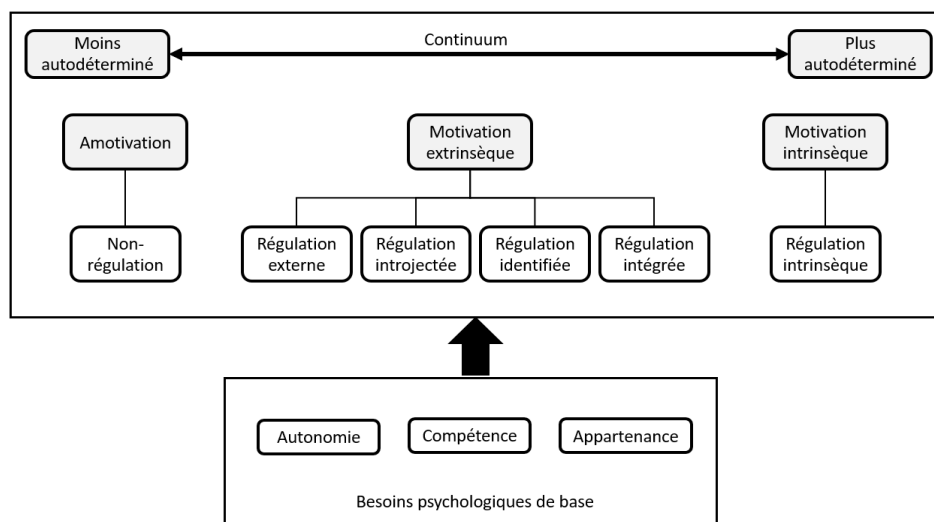 Moins
autodéterminé
Continuum
Plus
autodéterminé
Amotivation
Motivation
extrinsèque
Motivation
intrinsèque
Non-
régulation
Régulation
externe
Régulation
introjectée
Régulation
identifiée
Régulation
intégrée
Régulation
intrinsèque
Autonomie
Compétence
Appartenance
Besoins psychologiques de base